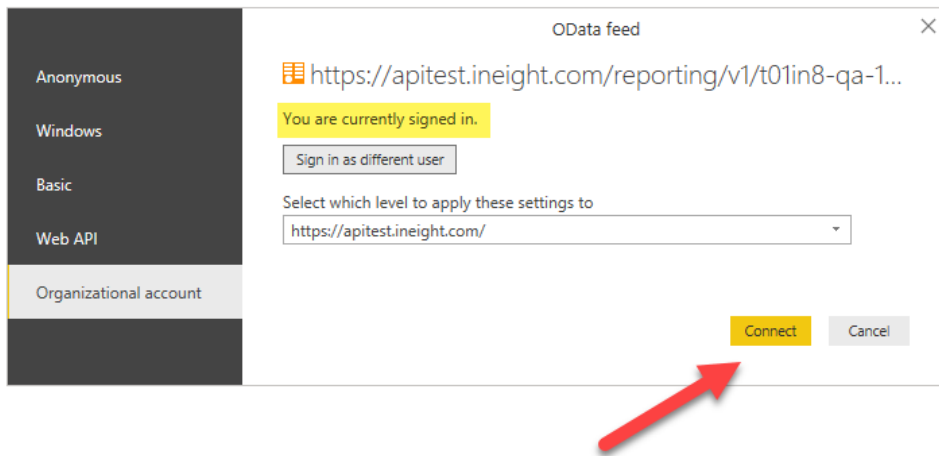 OData feed
Anonymous
Windows
Basic
Web API
Organizational account
https://apitest.ineight.com/reporting/v1/t01in8-qa-1...
You are currently signed in.
Sign in as different user
Select which level to apply these settings to
https://apitest.ineight.com/
Connect
Cancel